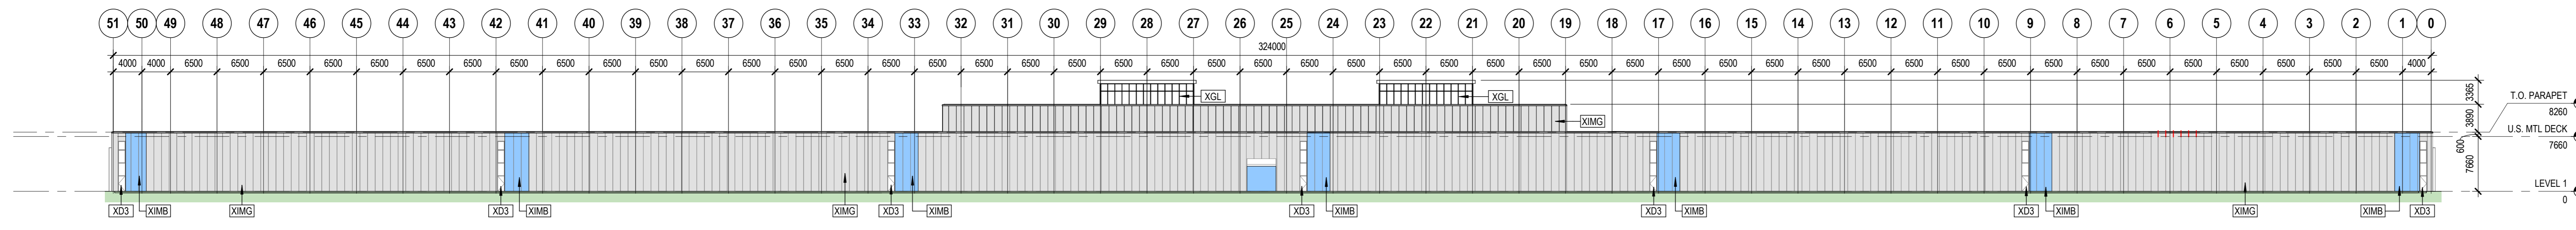 51 50 49 48 47 46 45 44 43 42 41 40 39 38 37 36 35 34 33 32 31 30 29 28 27 26 25 24 23 22 21 20 19 18 17 16 15 14 13 12 11 10 9 8 7 6 5 4 3 2 1 0
324000
4000 4000 6500 6500 6500 6500 6500 6500 6500 6500 6500 6500 6500 6500 6500 6500 6500 6500 6500 6500 6500 6500 6500 6500 6500 6500 6500 6500 6500 6500 6500 6500 6500 6500 6500 6500 6500 6500 6500 6500 6500 6500 6500 6500 6500 6500 6500 6500 6500 6500 4000
XGL XGL
3365
T.O. PARAPET
8260
3890
XIMG
U.S. MTL DECK
7660
600
7660
LEVEL 1
0
XD3 XIMB XIMG XD3 XIMB XIMG XD3 XIMB XD3 XIMB XD3 XIMB XD3 XIMB XIMG XIMB XD3